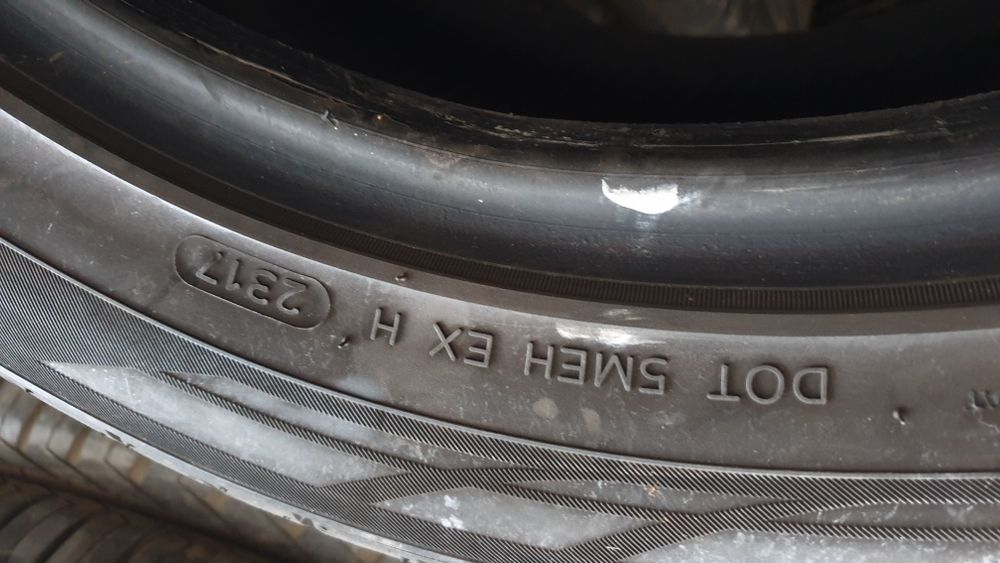 DOT 5MEH EX H 2317